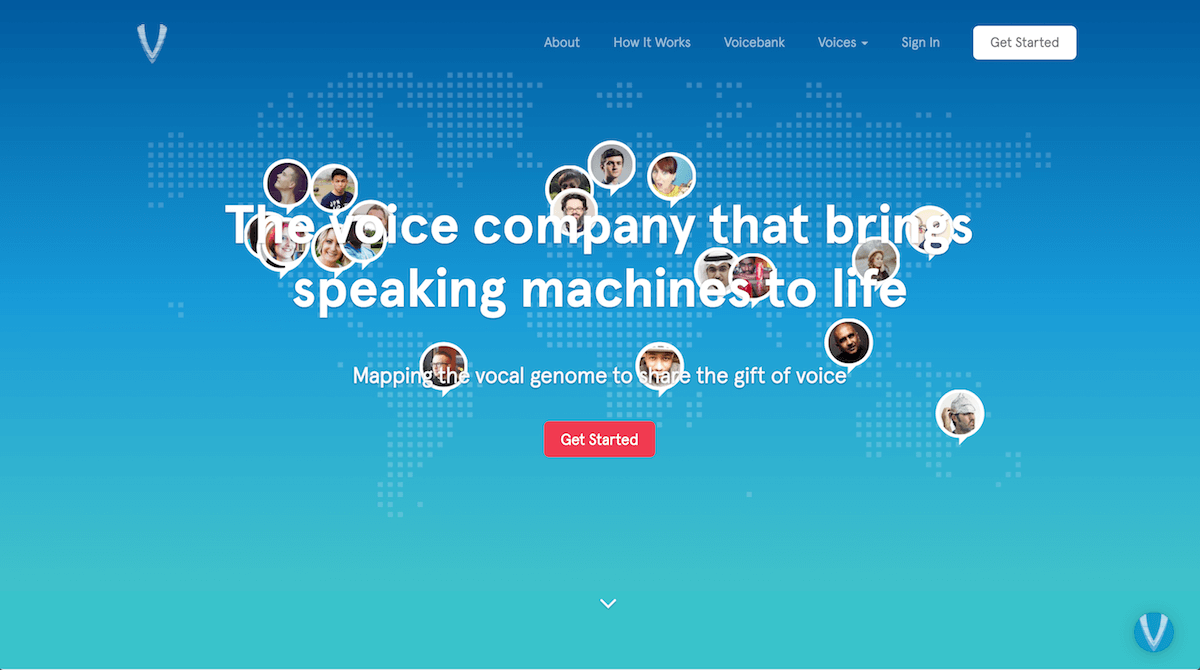 About How It Works Voicebank Voices Sign In Get Started
The voice company that brings
speaking machines to life
Mapping the vocal genome to share the gift of voice
Get Started